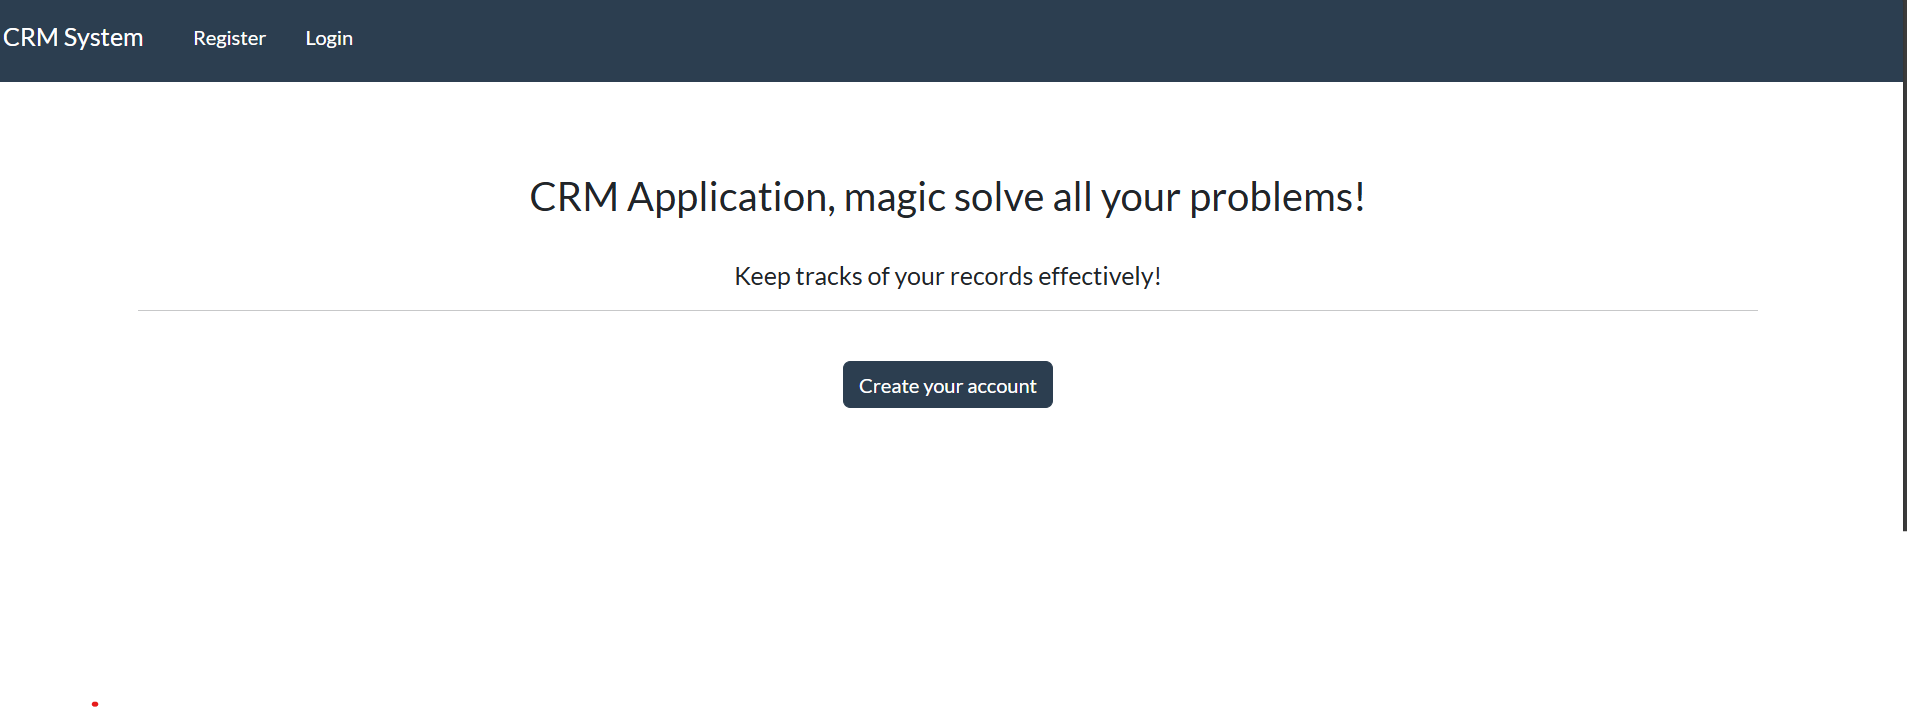 CRM System Register Login
CRM Application, magic solve all your problems!
Keep tracks of your records effectively!
Create your account